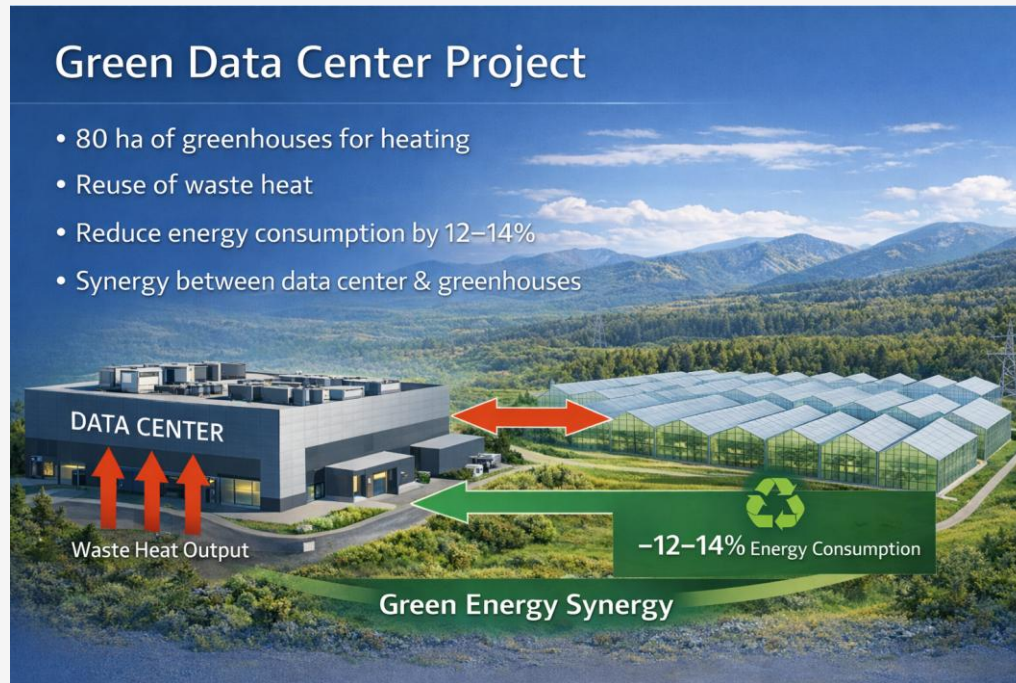 Green Data Center Project
• 80 ha of greenhouses for heating
• Reuse of waste heat
• Reduce energy consumption by 12–14%
• Synergy between data center & greenhouses
DATA CENTER
Waste Heat Output
–12–14% Energy Consumption
Green Energy Synergy